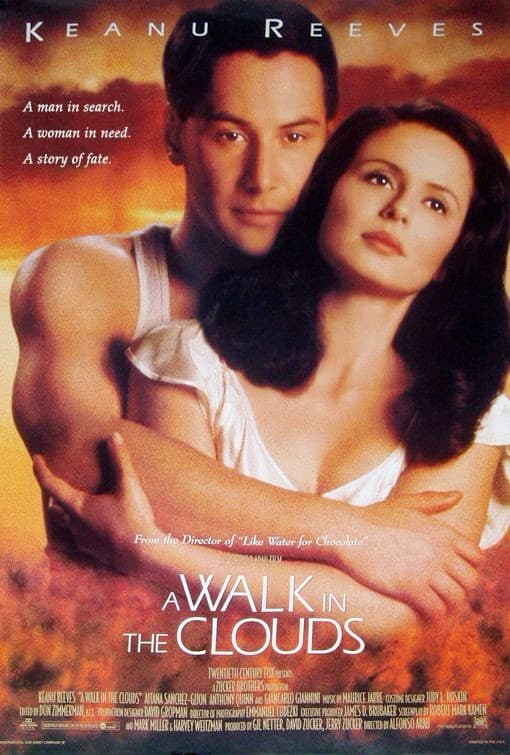 KEANU REEVES
A man in search.
A woman in need.
A story of fate.
From the Director of "Like Water for Chocolate"
A WALK IN
THE CLOUDS
TWENTIETH CENTURY FOX PRESENTS
A ZUCKER BROTHERS PRODUCTION
KEANU REEVES "A WALK IN THE CLOUDS" AITANA SANCHEZ-GIJON ANTHONY QUINN AND GIANCARLO GIANNINI MUSIC BY MAURICE JARRE COSTUME DESIGNER JUDY L. RUSKIN
EDITED BY DON ZIMMERMAN, A.C.E. PRODUCTION DESIGNER DAVID GROPMAN DIRECTOR OF PHOTOGRAPHY EMMANUEL LUBEZKI EXECUTIVE PRODUCER JAMES D. BRUBAKER SCREENPLAY BY ROBERT MARK KAMEN
AND MARK MILLER & HARVEY WEITZMAN PRODUCED BY GIL NETTER, DAVID ZUCKER, JERRY ZUCKER DIRECTED BY ALFONSO ARAU
PRINTED IN THE U.S.A.